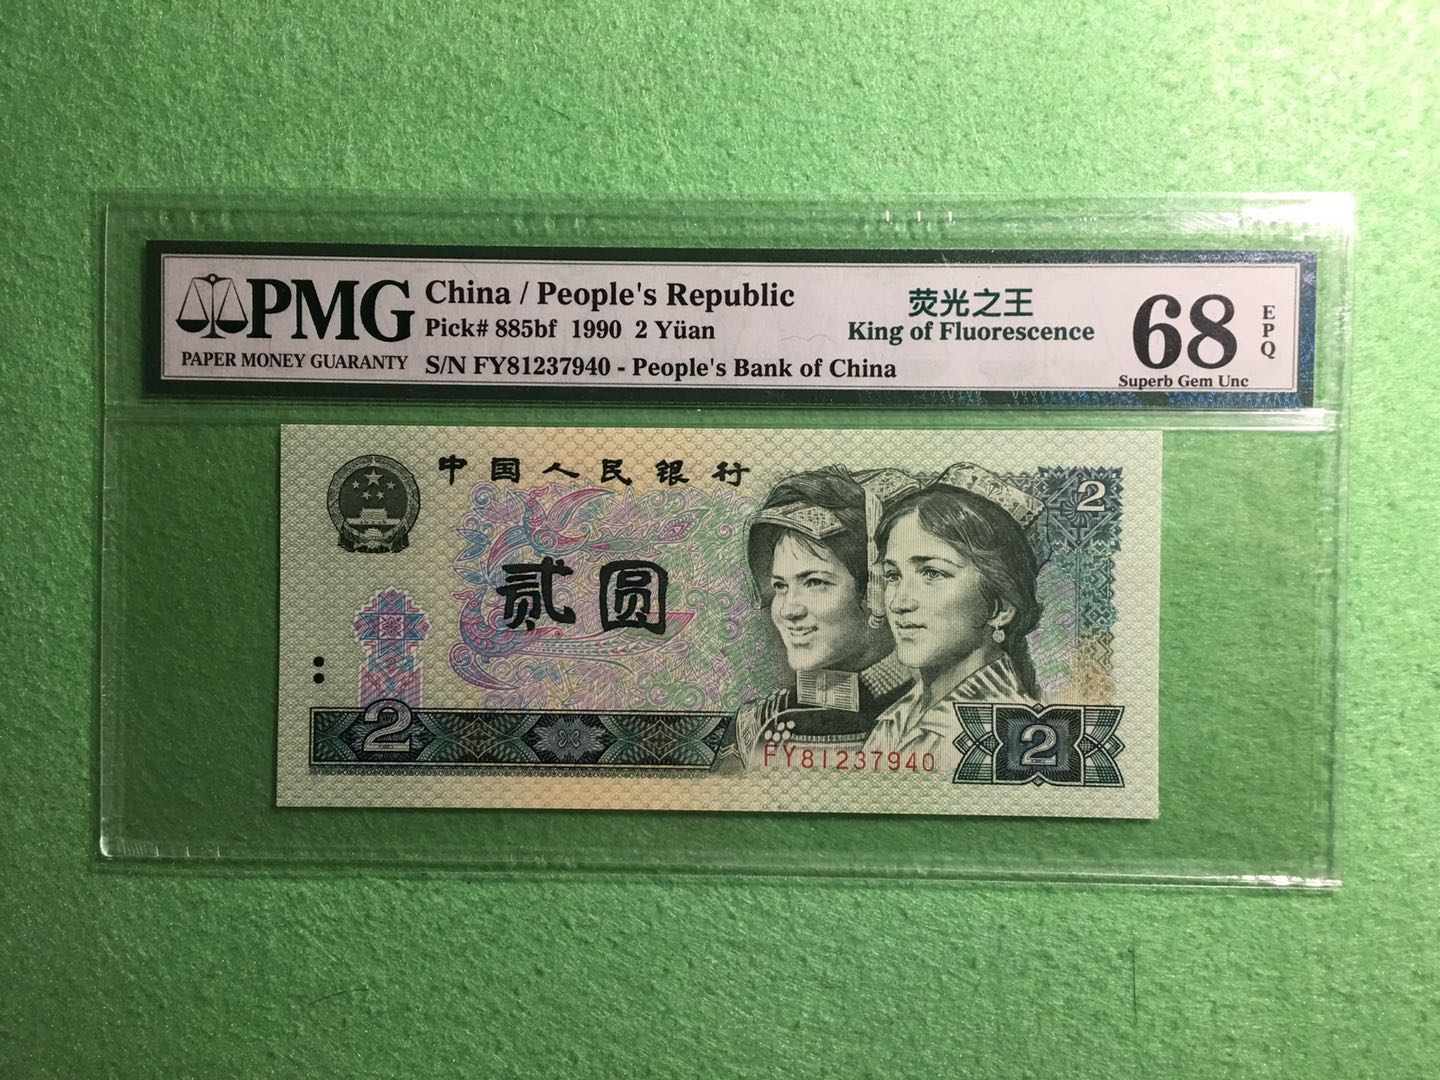 PMG
PAPER MONEY GUARANTY
China / People's Republic
Pick# 885bf 1990 2 Yüan
S/N FY81237940 - People's Bank of China
荧光之王
King of Fluorescence
68
Superb Gem Unc
EPQ
中国人民银行
2
贰圆
2
FY81237940
2